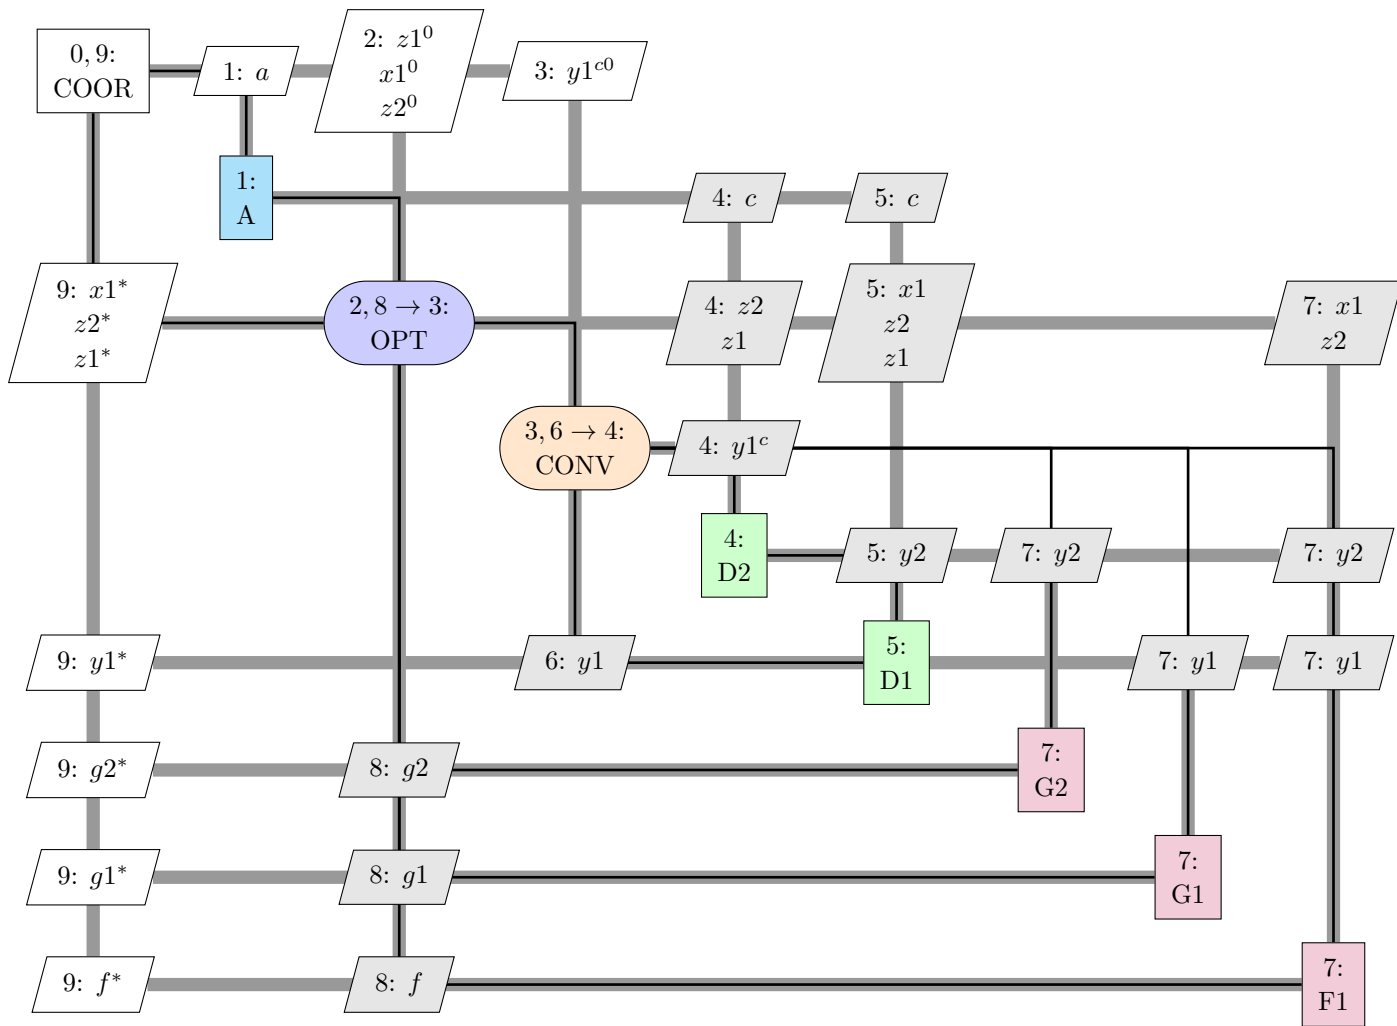 0, 9:
COOR
1: a
2: z1^0
x1^0
z2^0
3: y1^{c0}
1:
A
4: c
5: c
9: x1*
z2*
z1*
2, 8 → 3:
OPT
4: z2
z1
5: x1
z2
z1
7: x1
z2
3, 6 → 4:
CONV
4: y1^c
4:
D2
5: y2
7: y2
7: y2
9: y1*
6: y1
5:
D1
7: y1
7: y1
9: g2*
8: g2
7:
G2
9: g1*
8: g1
7:
G1
9: f*
8: f
7:
F1